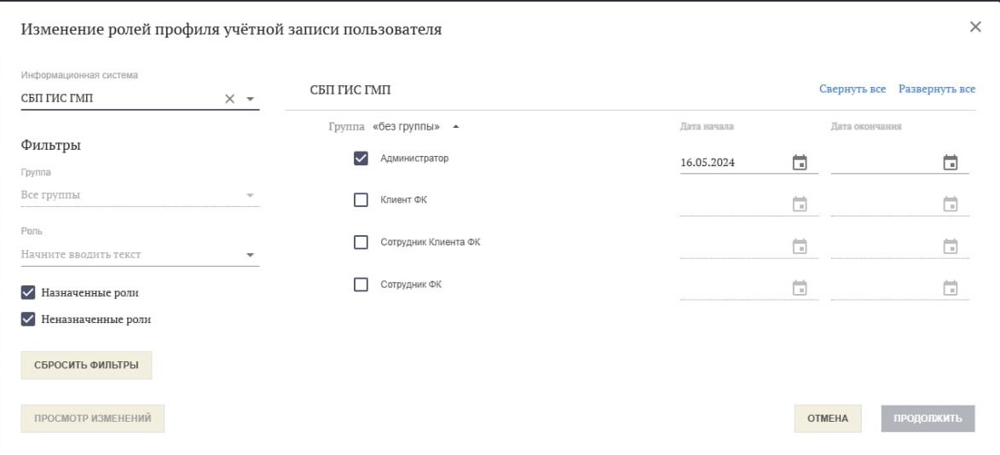 Изменение ролей профиля учётной записи пользователя
Информационная система
СБП ГИС ГМП
СБП ГИС ГМП
Свернуть все Развернуть все
Группа «без группы»
Дата начала
Дата окончания
Фильтры
Администратор
16.05.2024
Группа
Все группы
Клиент ФК
Роль
Начните вводить текст
Сотрудник Клиента ФК
Сотрудник ФК
Назначенные роли
Неназначенные роли
СБРОСИТЬ ФИЛЬТРЫ
ПРОСМОТР ИЗМЕНЕНИЙ
ОТМЕНА
ПРОДОЛЖИТЬ